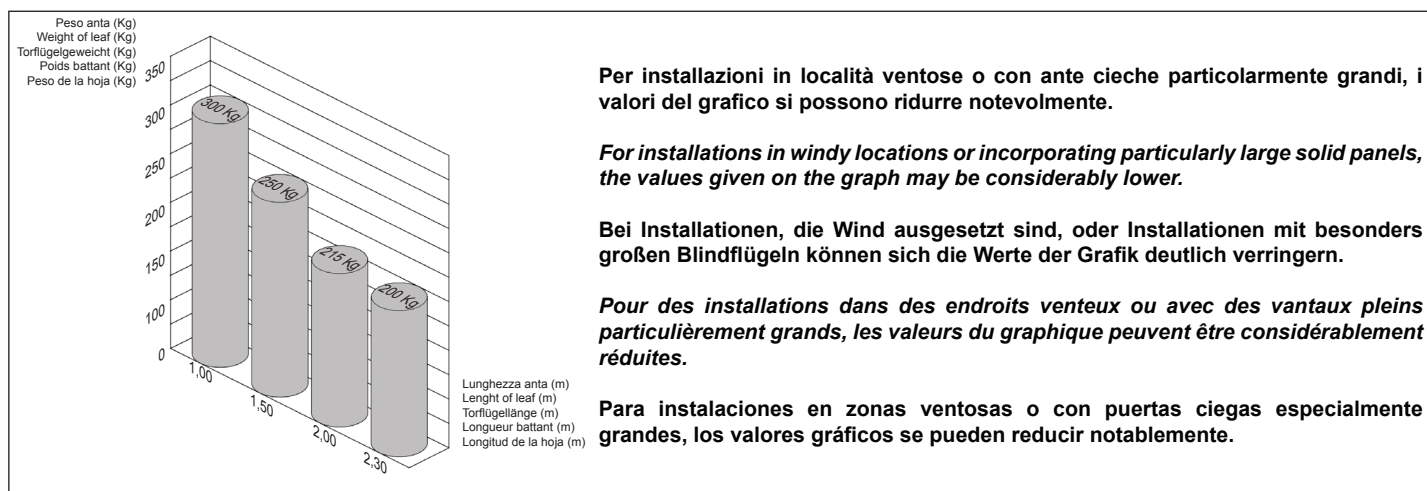 Peso anta (Kg)
Weight of leaf (Kg)
Torflügelgeweicht (Kg)
Poids battant (Kg)
Peso de la hoja (Kg)
350
300
250
200
150
100
0
300 Kg
250 Kg
215 Kg
200 Kg
1,00
1,50
2,00
2,30
Lunghezza anta (m)
Lenght of leaf (m)
Torflügellänge (m)
Longueur battant (m)
Longitud de la hoja (m)
Per installazioni in località ventose o con ante cieche particolarmente grandi, i
valori del grafico si possono ridurre notevolmente.
For installations in windy locations or incorporating particularly large solid panels,
the values given on the graph may be considerably lower.
Bei Installationen, die Wind ausgesetzt sind, oder Installationen mit besonders
großen Blindflügeln können sich die Werte der Grafik deutlich verringern.
Pour des installations dans des endroits venteux ou avec des vantaux pleins
particulièrement grands, les valeurs du graphique peuvent être considérablement
réduites.
Para instalaciones en zonas ventosas o con puertas ciegas especialmente
grandes, los valores gráficos se pueden reducir notablemente.